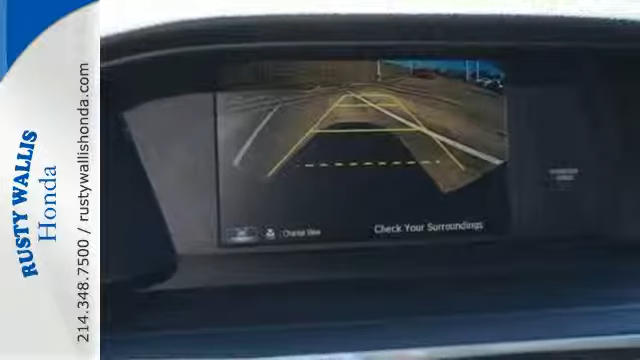 RUSTY WALLIS
Honda
214.348.7500 / rustywallishonda.com
Check Your Surroundings
Change View